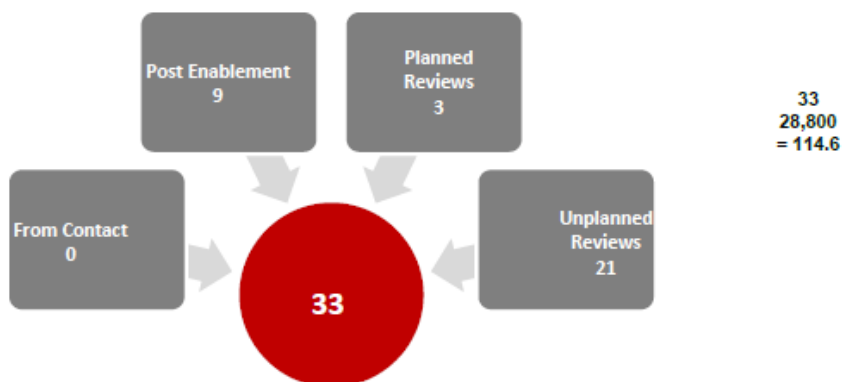 Post Enablement
9
Planned
Reviews
3
33
28,800
= 114.6
From Contact
0
Unplanned
Reviews
21
33